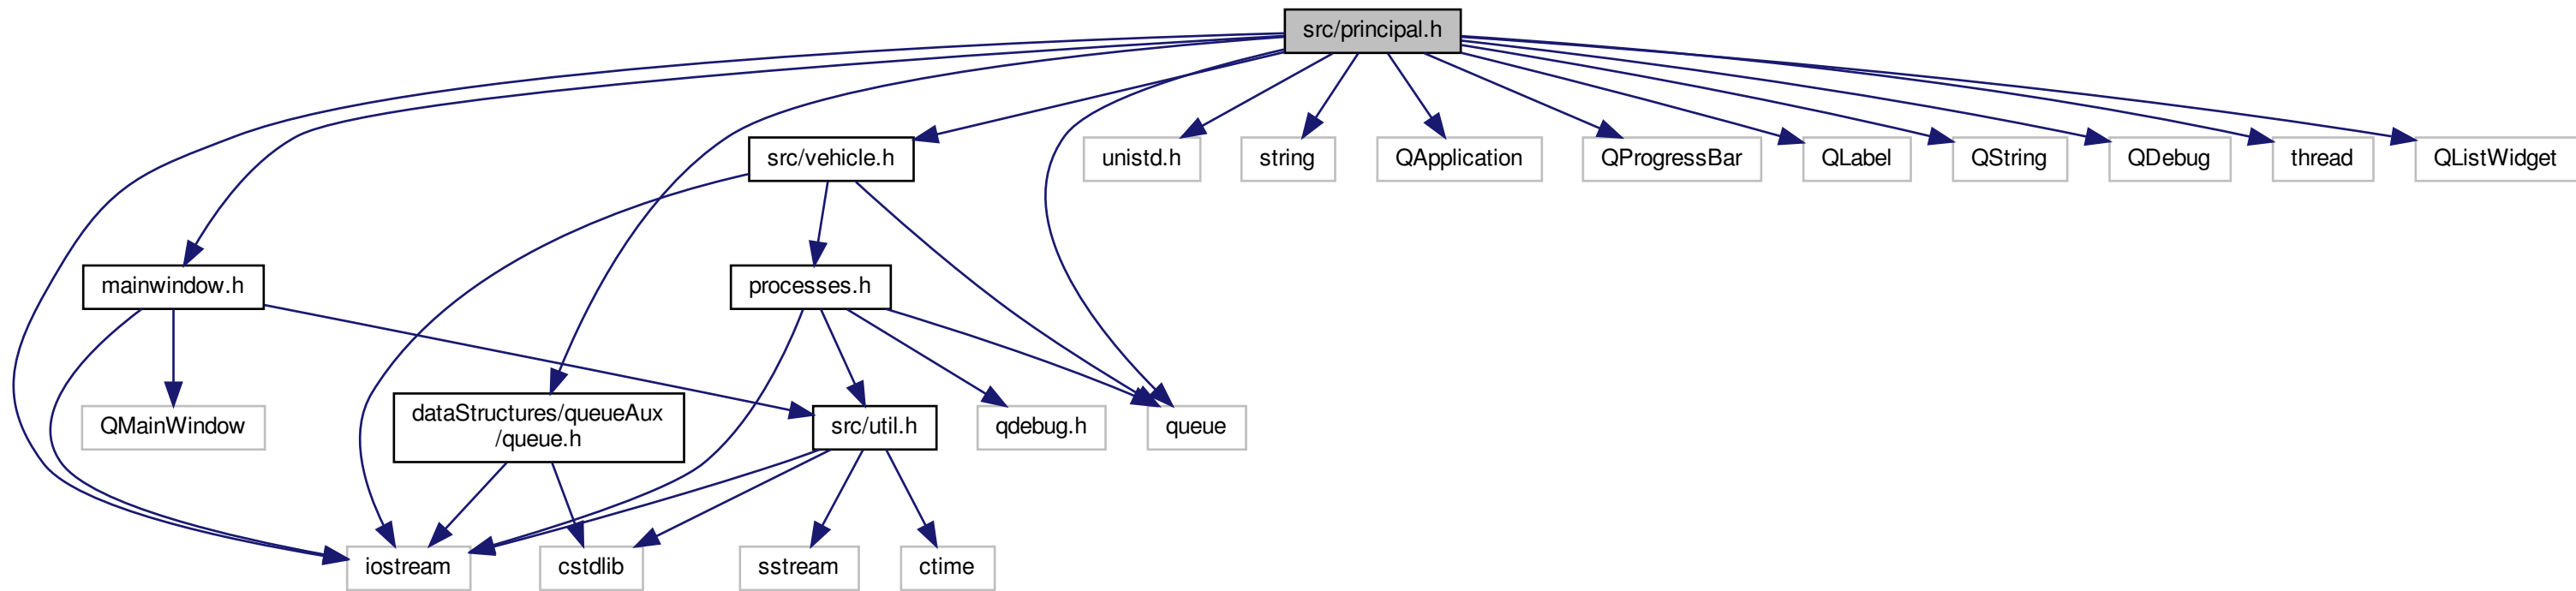 src/principal.h
src/vehicle.h
unistd.h
string
QApplication
QProgressBar
QLabel
QString
QDebug
thread
QListWidget
mainwindow.h
processes.h
QMainWindow
dataStructures/queueAux
/queue.h
src/util.h
qdebug.h
queue
iostream
cstdlib
sstream
ctime